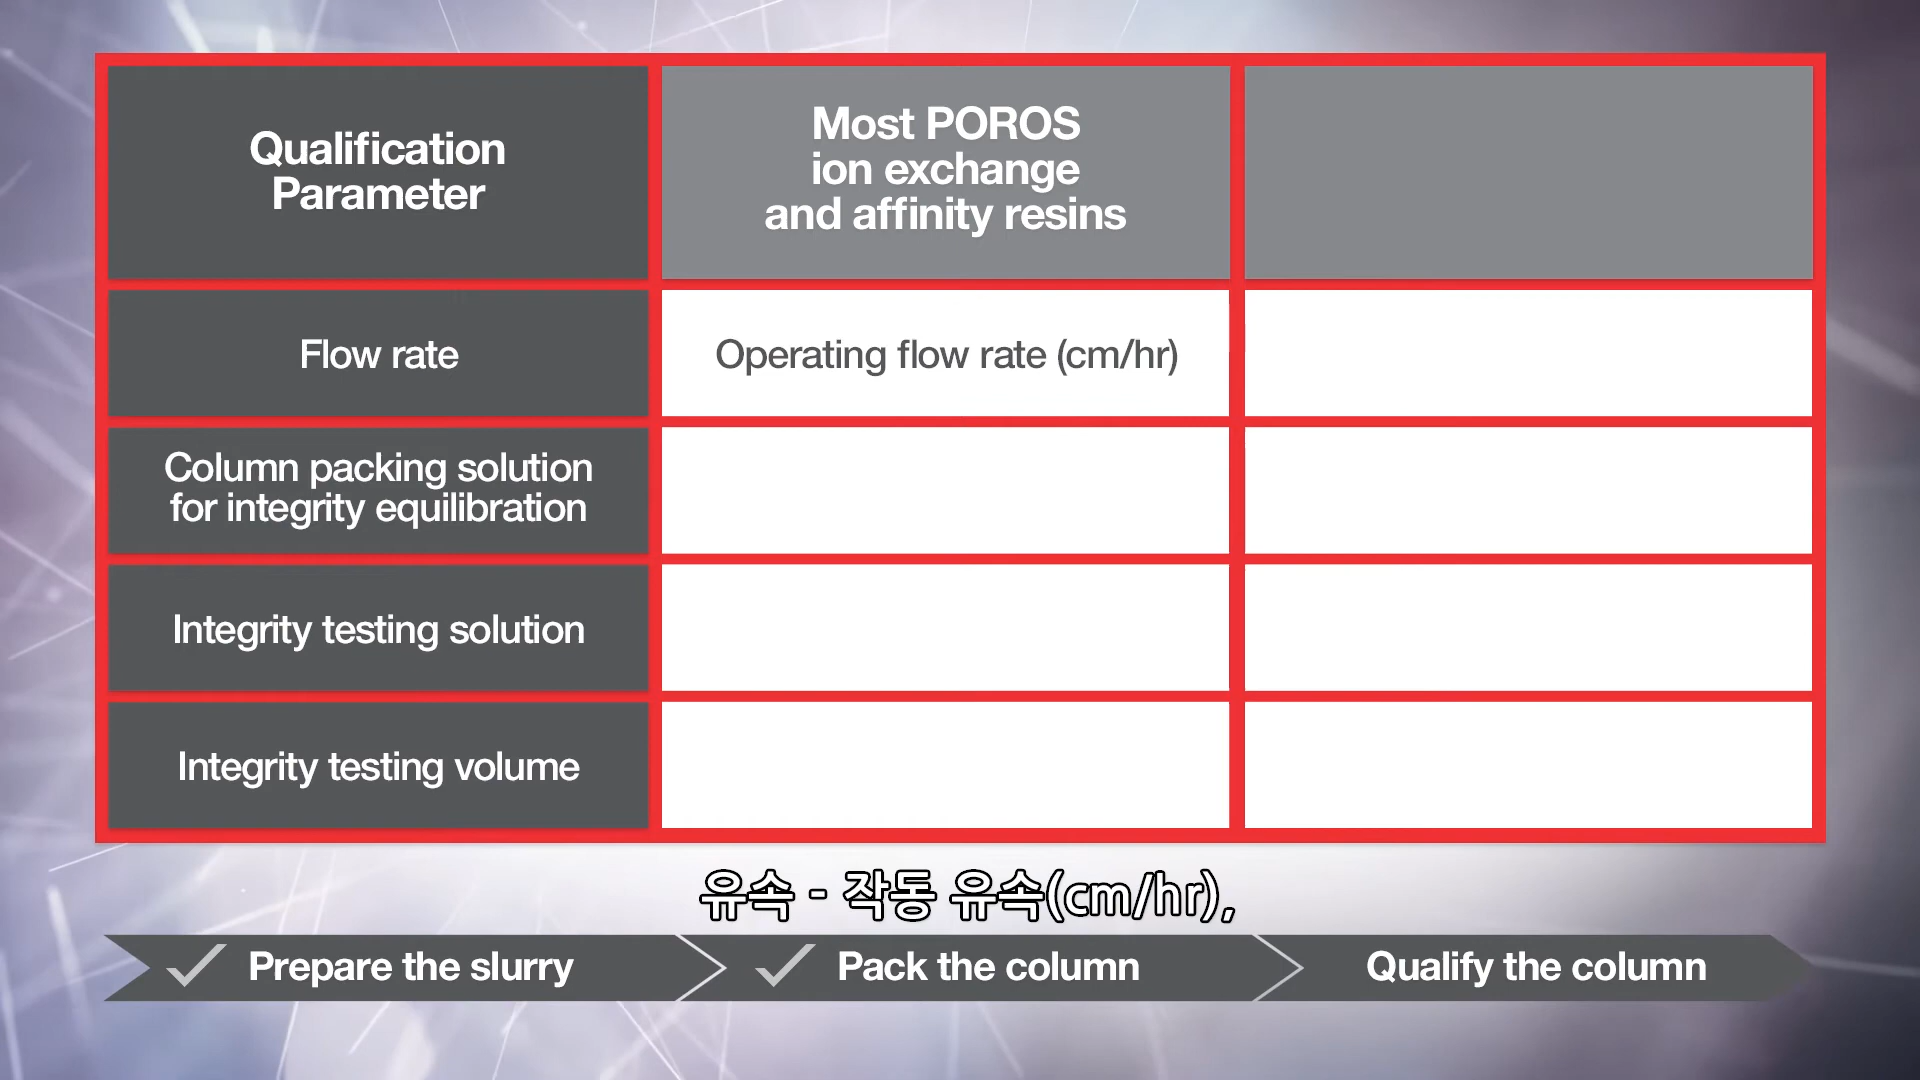 Qualification
Parameter
Most POROS
ion exchange
and affinity resins
Flow rate
Operating flow rate (cm/hr)
Column packing solution
for integrity equilibration
Integrity testing solution
Integrity testing volume
유속 - 작동 유속(cm/hr),
Prepare the slurry
Pack the column
Qualify the column